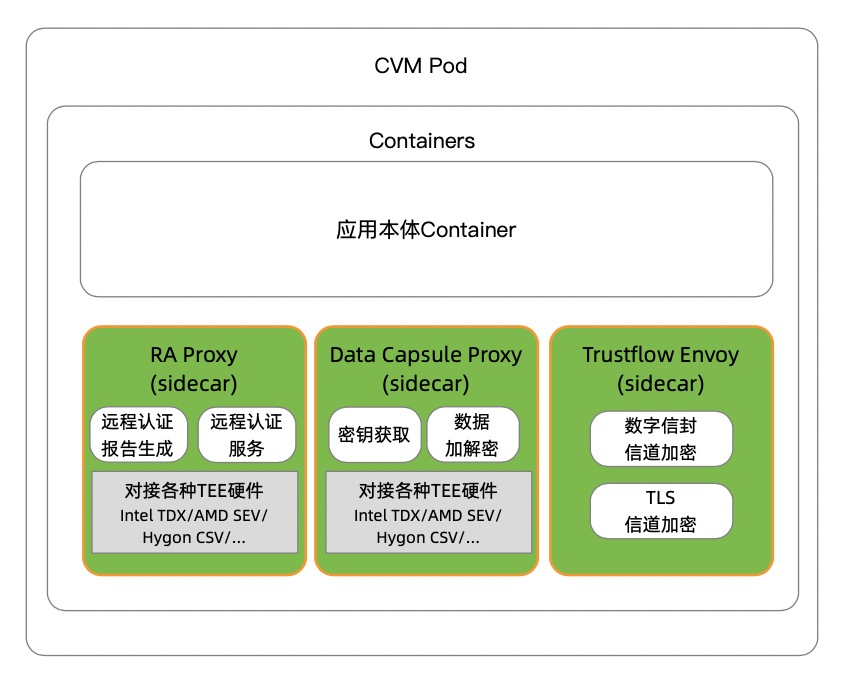 CVM Pod
Containers
应用本体Container
RA Proxy
(sidecar)
远程认证
报告生成
远程认证
服务
对接各种TEE硬件
Intel TDX/AMD SEV/
Hygon CSV/...
Data Capsule Proxy
(sidecar)
密钥获取
数据
加解密
对接各种TEE硬件
Intel TDX/AMD SEV/
Hygon CSV/...
Trustflow Envoy
(sidecar)
数字信封
信道加密
TLS
信道加密